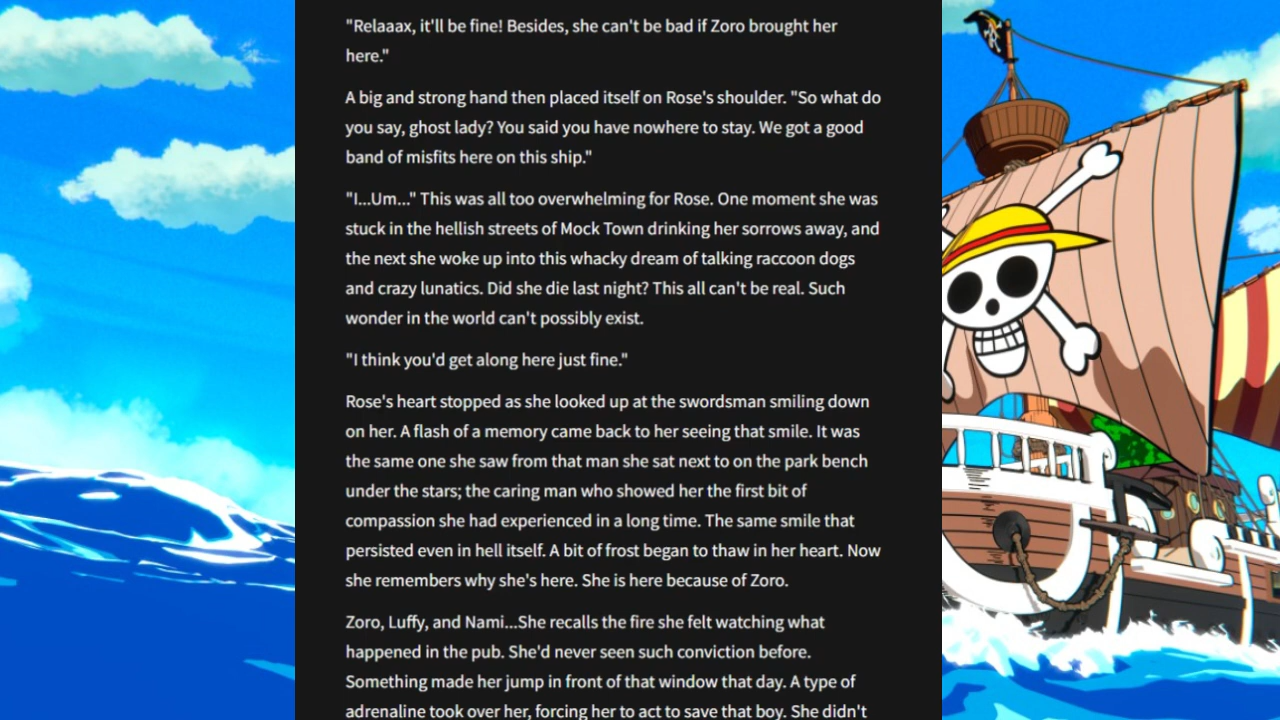 "Relaaax, it'll be fine! Besides, she can't be bad if Zoro brought her
here."
A big and strong hand then placed itself on Rose's shoulder. "So what do
you say, ghost lady? You said you have nowhere to stay. We got a good
band of misfits here on this ship."
"I...Um..." This was all too overwhelming for Rose. One moment she was
stuck in the hellish streets of Mock Town drinking her sorrows away, and
the next she woke up into this whacky dream of talking raccoon dogs
and crazy lunatics. Did she die last night? This all can't be real. Such
wonder in the world can't possibly exist.
"I think you'd get along here just fine."
Rose's heart stopped as she looked up at the swordsman smiling down
on her. A flash of a memory came back to her seeing that smile. It was
the same one she saw from that man she sat next to on the park bench
under the stars; the caring man who showed her the first bit of
compassion she had experienced in a long time. The same smile that
persisted even in hell itself. A bit of frost began to thaw in her heart. Now
she remembers why she's here. She is here because of Zoro.
Zoro, Luffy, and Nami...She recalls the fire she felt watching what
happened in the pub. She'd never seen such conviction before.
Something made her jump in front of that window that day. A type of
adrenaline took over her, forcing her to act to save that boy. She didn't